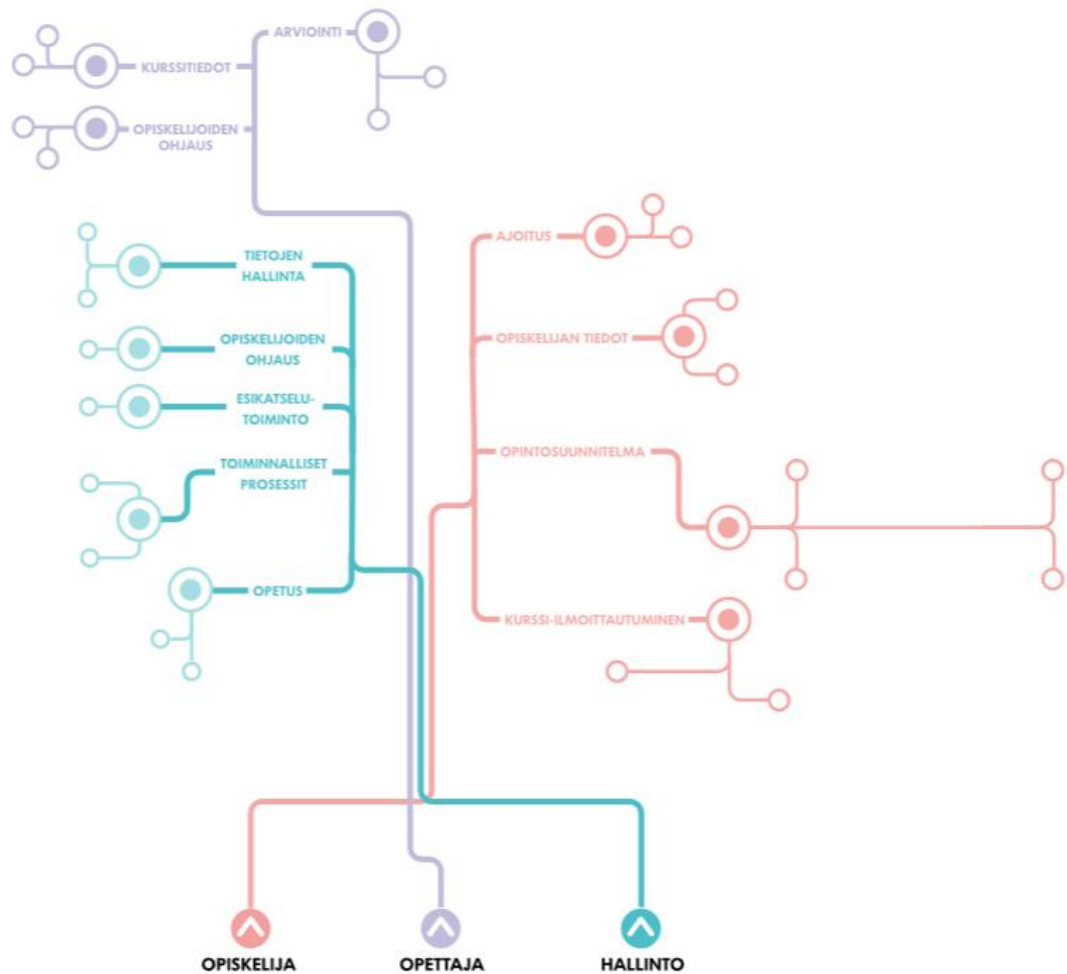 ARVIOINTI
KURSSITIEDOT
OPISKELIJOIDEN
OHJAUS
TIETOJEN
HALLINTA
OPISKELIJOIDEN
OHJAUS
ESIKATSELU-
TOIMINTO
TOIMINNALLISET
PROSESSIT
OPETUS
AJOITUS
OPISKELIJAN TIEDOT
OPINTOSUUNNITELMA
KURSSI-ILMOITTAUTUMINEN
OPISKELIJA
OPETTAJA
HALLINTO